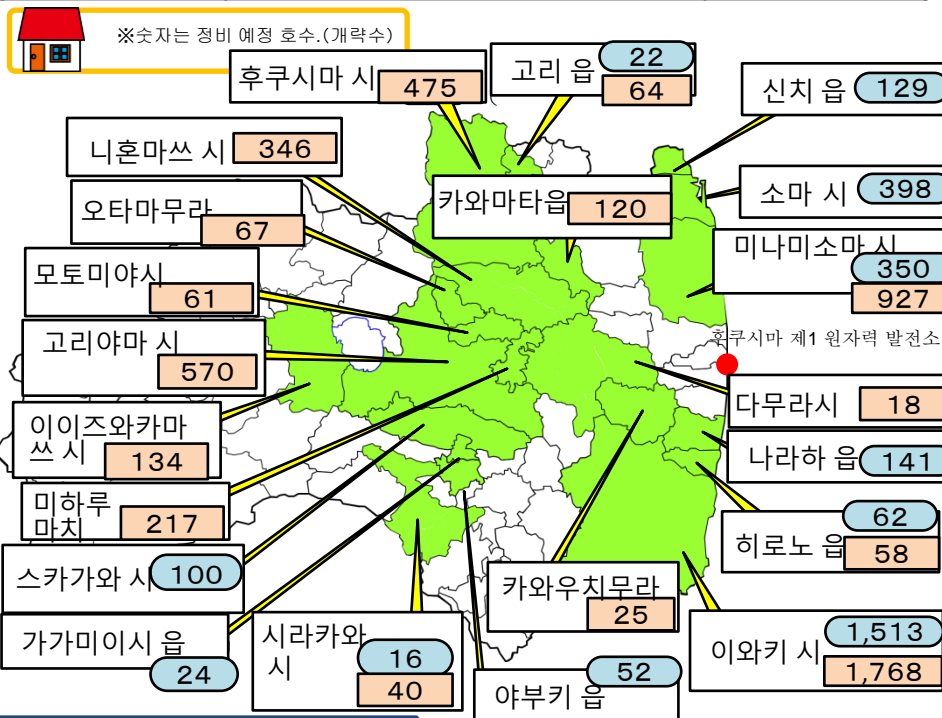 ※숫자는 정비 예정 호수.(개략수)
후쿠시마 시
475
고리 읍
22
64
신치 읍
129
니혼마쓰 시
346
카와마타읍
120
소마 시
398
오타마무라
67
미나미소마 시
350
927
모토미야시
61
후쿠시마 제1 원자력 발전소
고리야마 시
570
다무라시
18
이이즈와카마
쓰 시
134
나라하 읍
141
미하루
마치
217
히로노 읍
62
58
스카가와 시
100
카와우치무라
25
가가미이시 읍
24
시라카와
시
16
40
야부키 읍
52
이와키 시
1,513
1,768